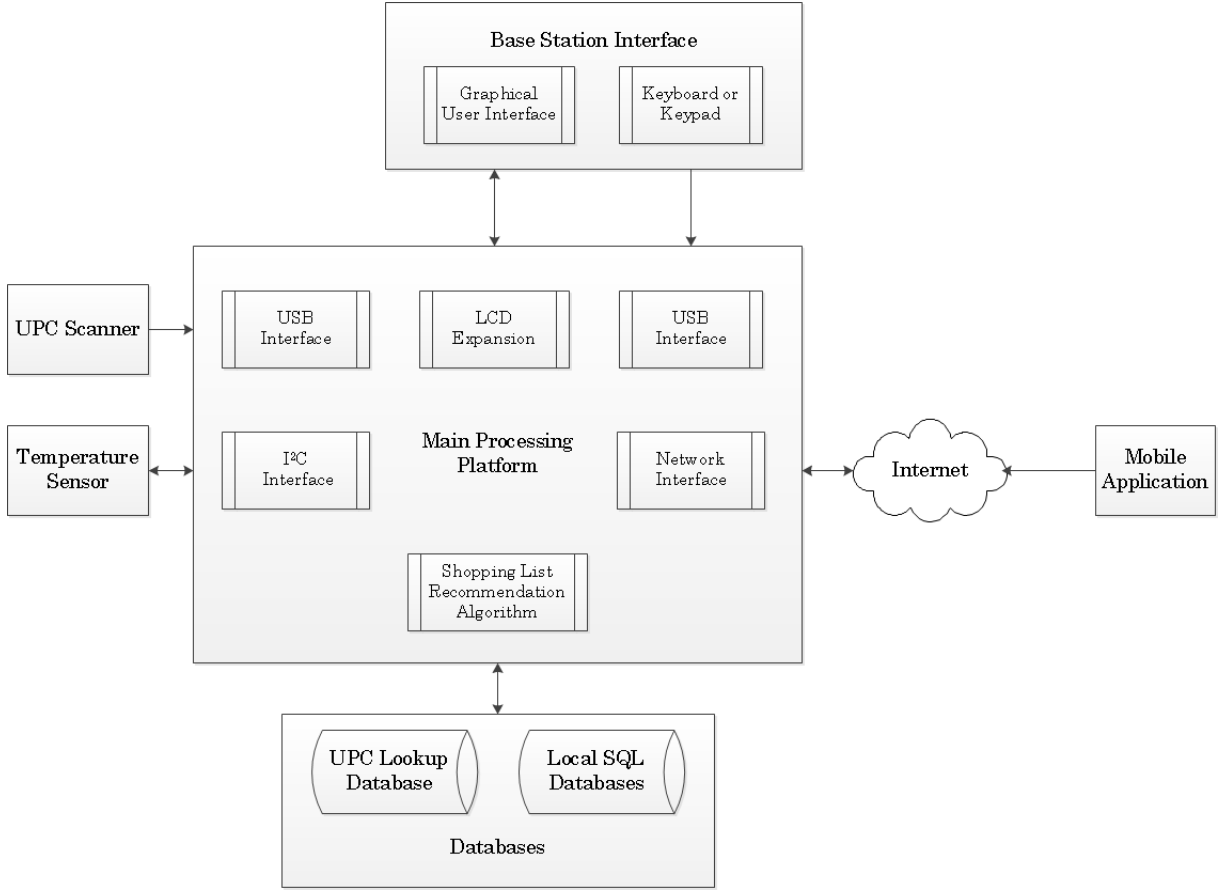 Base Station Interface
Graphical
User Interface
Keyboard or
Keypad
UPC Scanner
USB
Interface
LCD
Expansion
USB
Interface
Temperature
Sensor
I²C
Interface
Main Processing
Platform
Network
Interface
Internet
Mobile
Application
Shopping List
Recommendation
Algorithm
UPC Lookup
Database
Local SQL
Databases
Databases